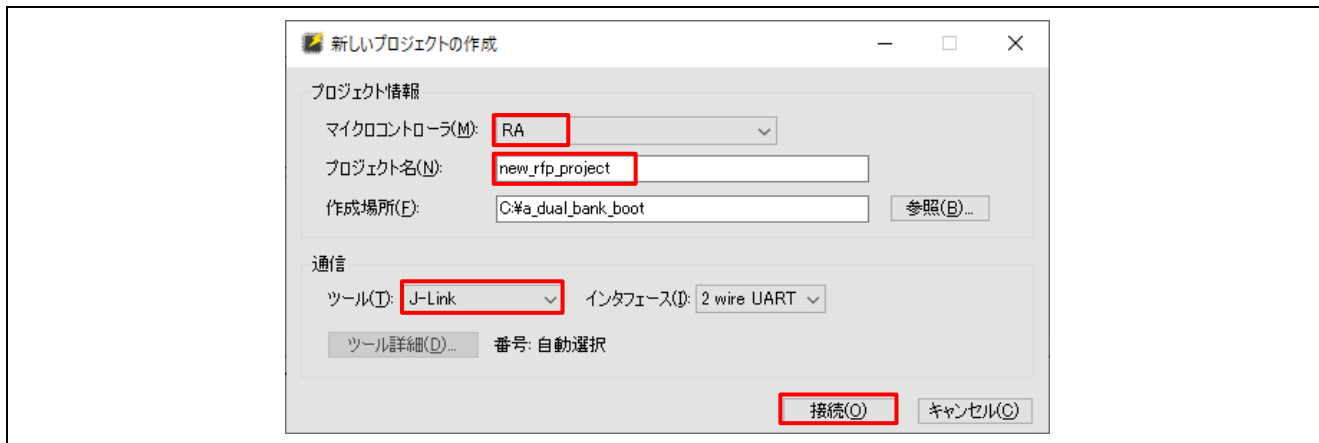 新しいプロジェクトの作成
プロジェクト情報
マイクロコントローラ(M): RA
プロジェクト名(N): new_rfp_project
作成場所(F): C:¥a_dual_bank_boot 参照(B)...
通信
ツール(T): J-Link インタフェース(I): 2 wire UART
ツール詳細(D)... 番号: 自動選択
接続(O) キャンセル(C)